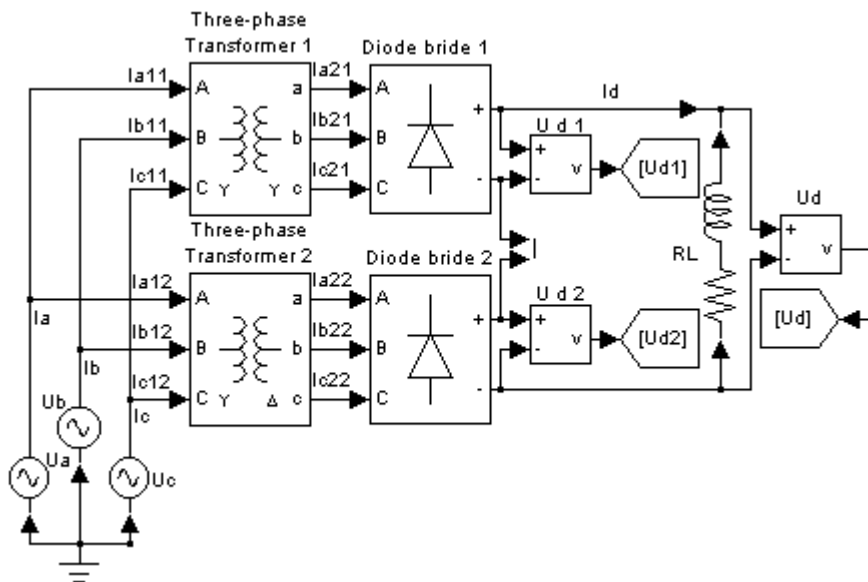 Three-phase
Transformer 1
Diode bride 1
Ia11
A
a
Ia21
A
+
Id
Ib11
B
b
Ib21
B
U d 1
+
-
v
[Ud1]
Ic11
C
Y
Y
c
Ic21
C
-
Ud
+
-
v
Three-phase
Transformer 2
Diode bride 2
RL
Ia12
A
a
Ia22
A
+
U d 2
+
-
v
[Ud2]
[Ud]
Ia
Ib12
B
b
Ib22
B
Ib
Ic12
C
Y
Δ
c
Ic22
C
-
Ic
Ub
Ua
Uc